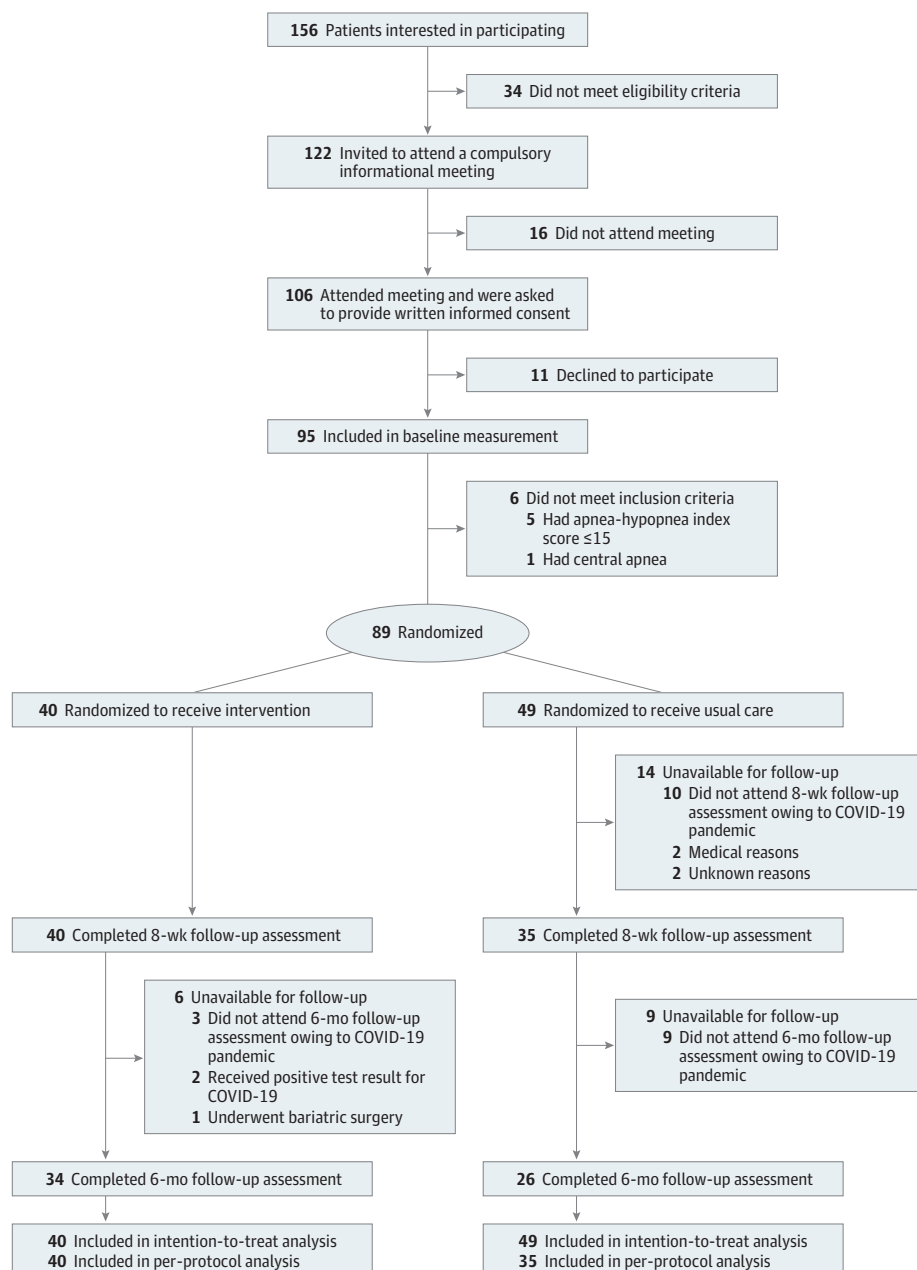 156 Patients interested in participating
34 Did not meet eligibility criteria
122 Invited to attend a compulsory
informational meeting
16 Did not attend meeting
106 Attended meeting and were asked
to provide written informed consent
11 Declined to participate
95 Included in baseline measurement
6 Did not meet inclusion criteria
5 Had apnea-hypopnea index
score ≤15
1 Had central apnea
89 Randomized
40 Randomized to receive intervention
49 Randomized to receive usual care
14 Unavailable for follow-up
10 Did not attend 8-wk follow-up
assessment owing to COVID-19
pandemic
2 Medical reasons
2 Unknown reasons
40 Completed 8-wk follow-up assessment
35 Completed 8-wk follow-up assessment
6 Unavailable for follow-up
3 Did not attend 6-mo follow-up
assessment owing to COVID-19
pandemic
2 Received positive test result for
COVID-19
1 Underwent bariatric surgery
9 Unavailable for follow-up
9 Did not attend 6-mo follow-up
assessment owing to COVID-19
pandemic
34 Completed 6-mo follow-up assessment
26 Completed 6-mo follow-up assessment
40 Included in intention-to-treat analysis
40 Included in per-protocol analysis
49 Included in intention-to-treat analysis
35 Included in per-protocol analysis